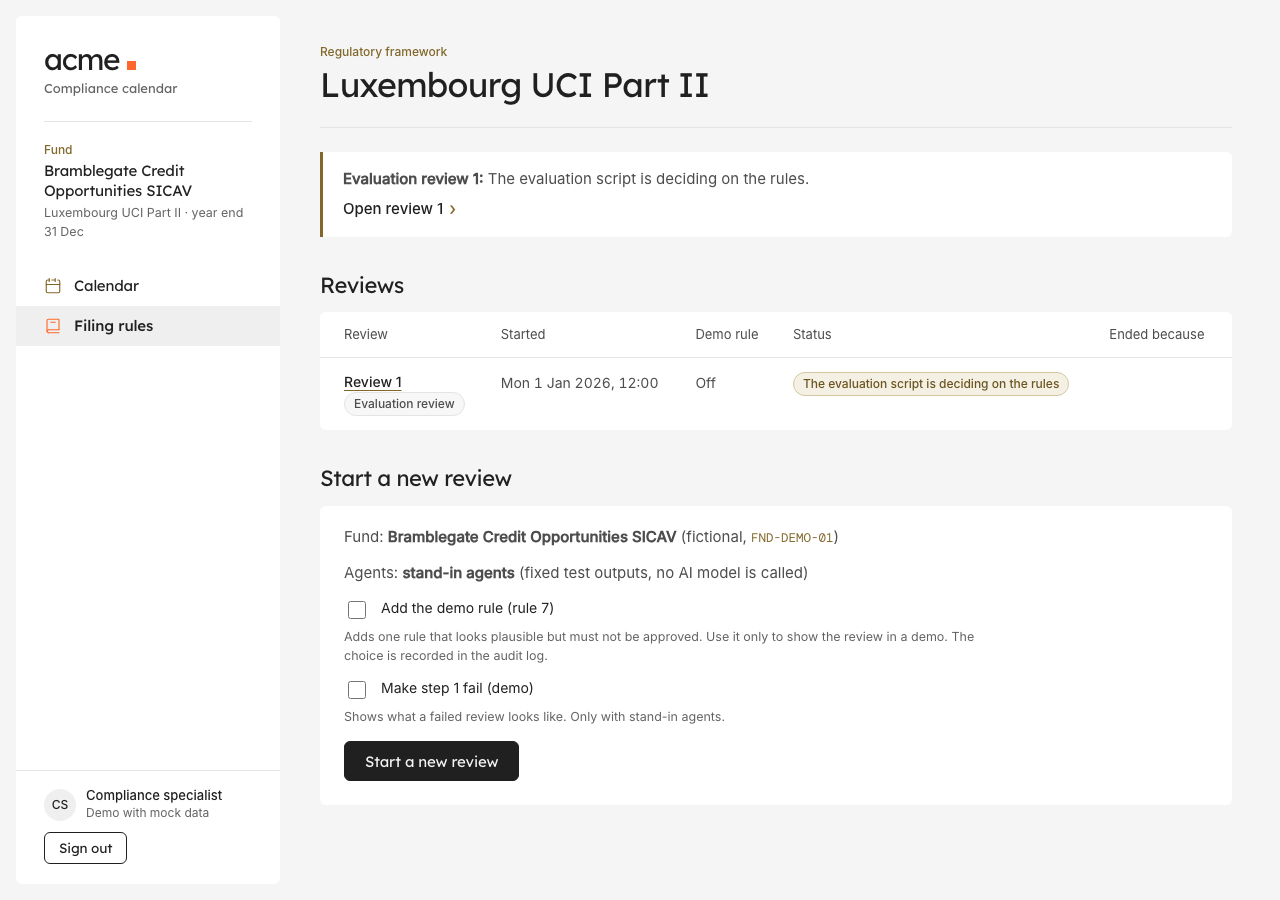 acme
Compliance calendar
Fund
Bramblegate Credit
Opportunities SICAV
Luxembourg UCI Part II · year end
31 Dec
Calendar
Filing rules
Compliance specialist
CS
Demo with mock data
Sign out
Regulatory framework
Luxembourg UCI Part II
Evaluation review 1: The evaluation script is deciding on the rules.
Open review 1 ›
Reviews
Review Started Demo rule Status Ended because
Review 1 Mon 1 Jan 2026, 12:00 Off The evaluation script is deciding on the rules
Evaluation review
Start a new review
Fund: Bramblegate Credit Opportunities SICAV (fictional, FND-DEMO-01)
Agents: stand-in agents (fixed test outputs, no AI model is called)
Add the demo rule (rule 7)
Adds one rule that looks plausible but must not be approved. Use it only to show the review in a demo. The
choice is recorded in the audit log.
Make step 1 fail (demo)
Shows what a failed review looks like. Only with stand-in agents.
Start a new review